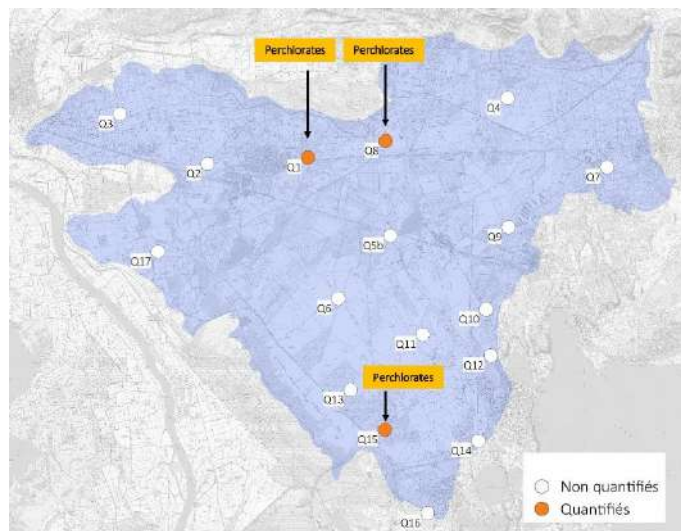 Perchlorates Perchlorates
Q4
Q3
Q8
Q1
Q2
Q7
Q9
Q5b
Q17
Q6
Q10
Q11
Q12
Perchlorates
Q13
Q15
Q14
Non quantifiés
Quantifiés
Q16